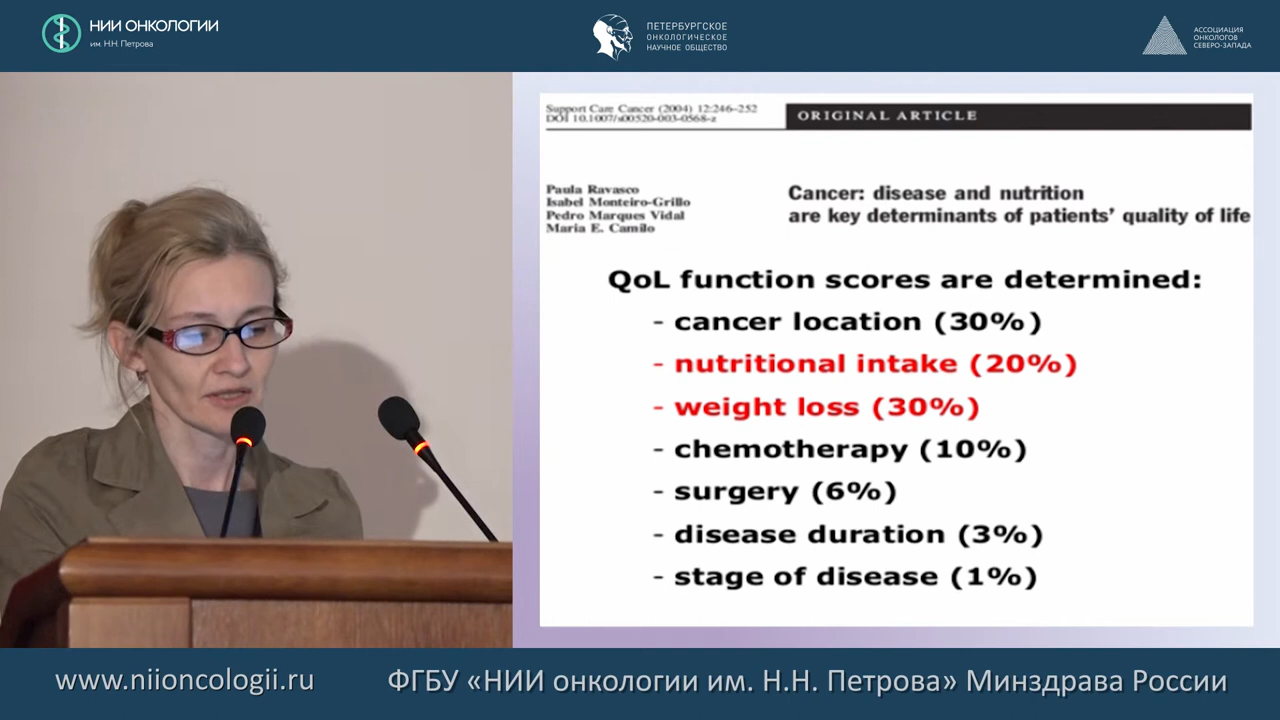 НИИ ОНКОЛОГИИ
им. Н.Н. Петрова
ПЕТЕРБУРГСКОЕ
ОНКОЛОГИЧЕСКОЕ
НАУЧНОЕ ОБЩЕСТВО
АССОЦИАЦИЯ
ОНКОЛОГОВ
СЕВЕРО-ЗАПАДА
Support Care Cancer (2004) 12:246–252
DOI 10.1007/s00520-003-0568-z
ORIGINAL ARTICLE
Paula Ravasco
Isabel Monteiro-Grillo
Pedro Marques Vidal
Maria E. Camilo
Cancer: disease and nutrition
are key determinants of patients’ quality of life
QoL function scores are determined:
- cancer location (30%)
- nutritional intake (20%)
- weight loss (30%)
- chemotherapy (10%)
- surgery (6%)
- disease duration (3%)
- stage of disease (1%)
www.niioncologii.ru
ФГБУ «НИИ онкологии им. Н.Н. Петрова» Минздрава России